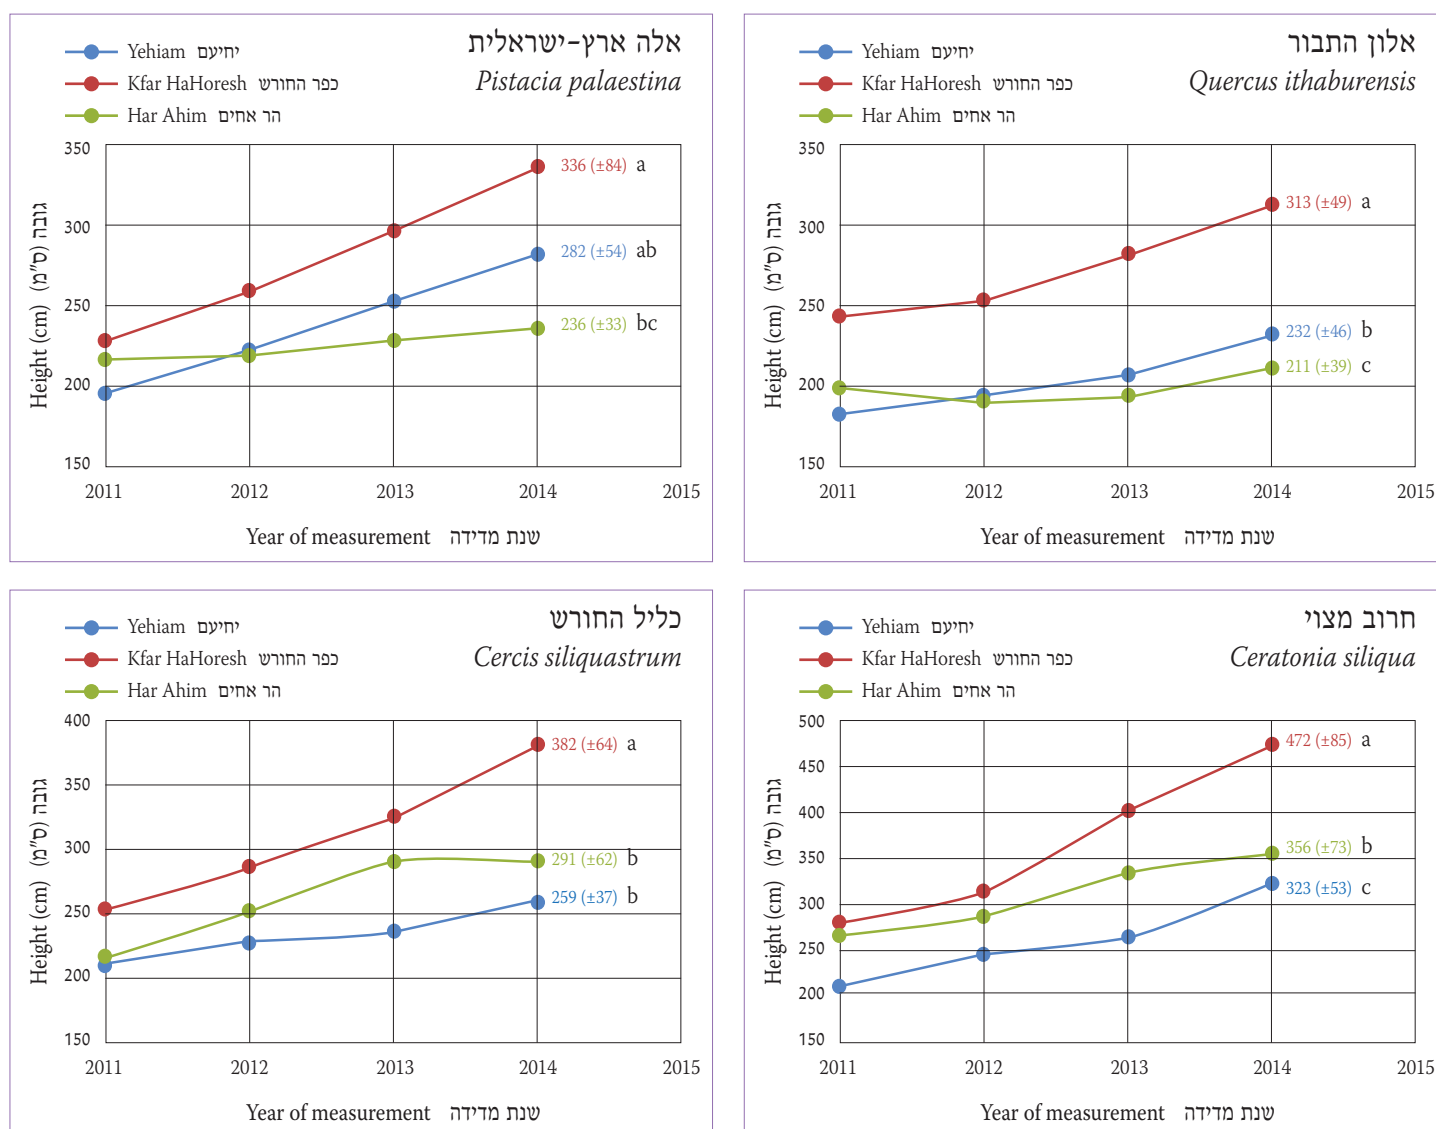 אלה ארץ-ישראלית
Pistacia palaestina
Yehiam יחיעם
Kfar HaHoresh כפר החורש
Har Ahim הר אחים
350
300
250
200
150
Height (cm) גובה (ס"מ)
336 (±84) a
282 (±54) ab
236 (±33) bc
2011 2012 2013 2014 2015
Year of measurement שנת מדידה
אלון התבור
Quercus ithaburensis
Yehiam יחיעם
Kfar HaHoresh כפר החורש
Har Ahim הר אחים
350
300
250
200
150
Height (cm) גובה (ס"מ)
313 (±49) a
232 (±46) b
211 (±39) c
2011 2012 2013 2014 2015
Year of measurement שנת מדידה
כליל החורש
Cercis siliquastrum
Yehiam יחיעם
Kfar HaHoresh כפר החורש
Har Ahim הר אחים
400
350
300
250
200
150
Height (cm) גובה (ס"מ)
382 (±64) a
291 (±62) b
259 (±37) b
2011 2012 2013 2014 2015
Year of measurement שנת מדידה
חרוב מצוי
Ceratonia siliqua
Yehiam יחיעם
Kfar HaHoresh כפר החורש
Har Ahim הר אחים
500
450
400
350
300
250
200
150
Height (cm) גובה (ס"מ)
472 (±85) a
356 (±73) b
323 (±53) c
2011 2012 2013 2014 2015
Year of measurement שנת מדידה